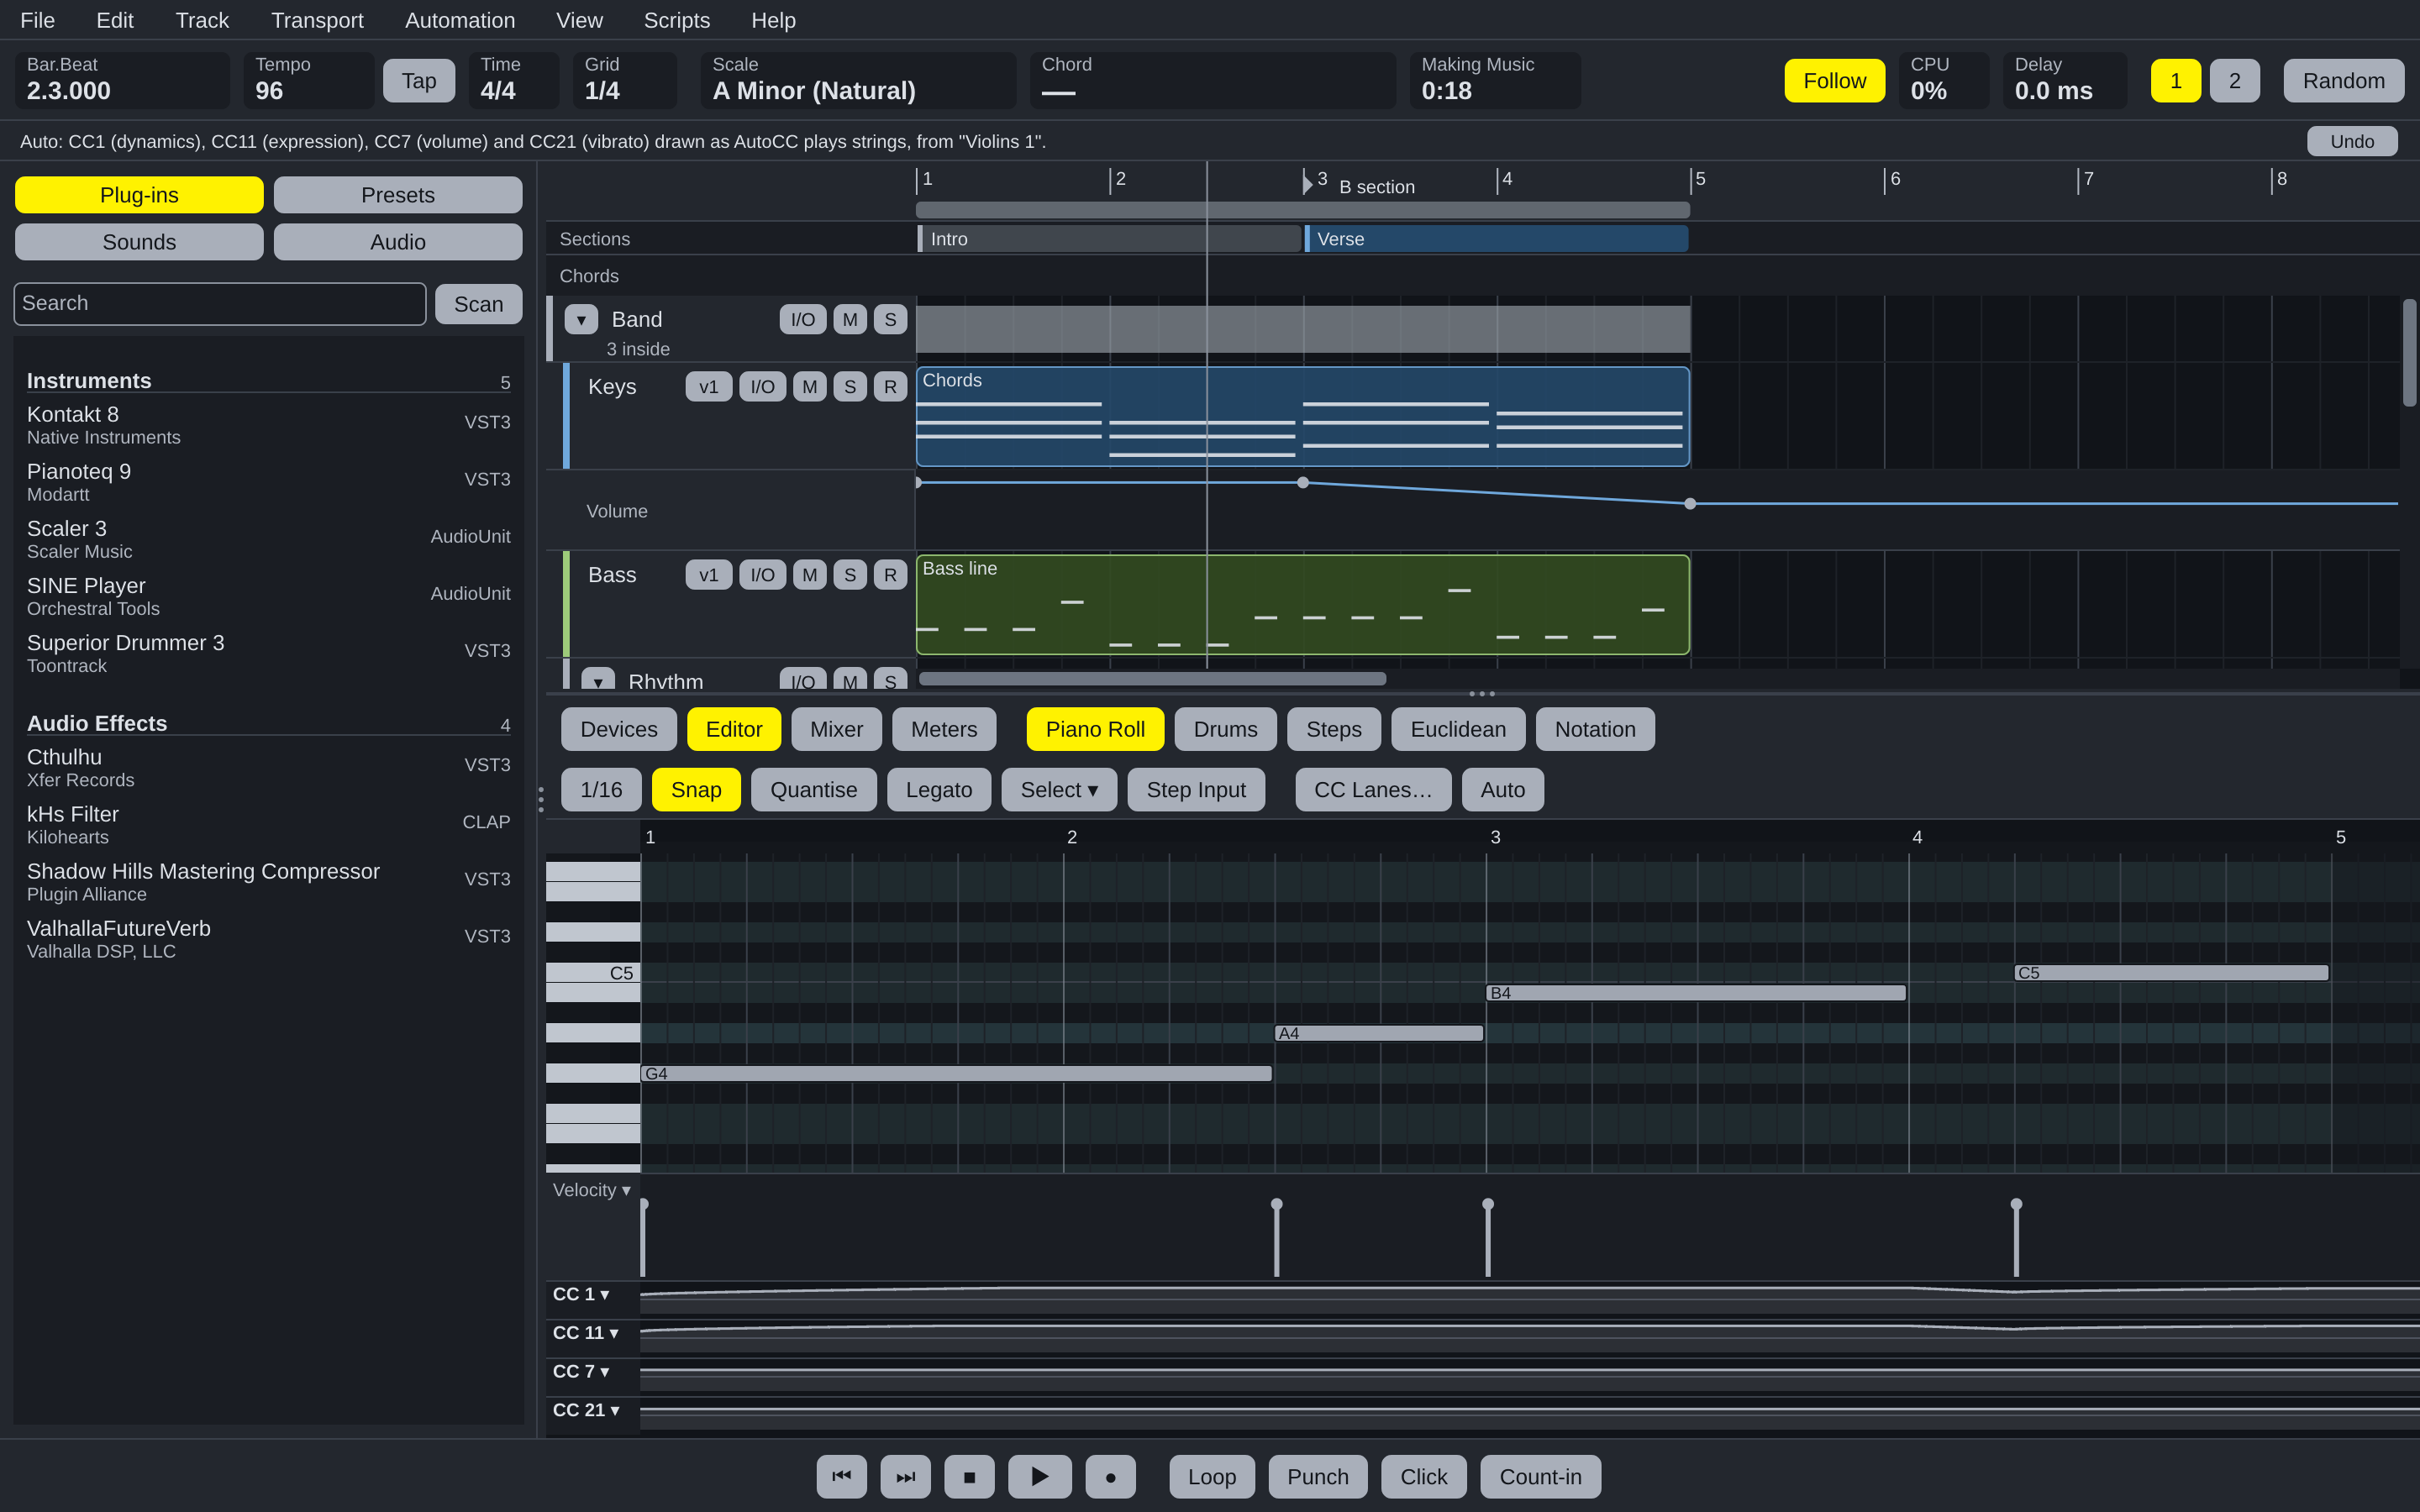 File Edit Track Transport Automation View Scripts Help
Bar.Beat Tempo Time Grid Scale Chord Making Music CPU Delay
2.3.000 96 Tap 4/4 1/4 A Minor (Natural) — 0:18 Follow 0% 0.0 ms 1 2 Random
Auto: CC1 (dynamics), CC11 (expression), CC7 (volume) and CC21 (vibrato) drawn as AutoCC plays strings, from "Violins 1". Undo
Plug-ins Presets
Sounds Audio
Search Scan
Instruments 5
Kontakt 8 VST3
Native Instruments
Pianoteq 9 VST3
Modartt
Scaler 3 AudioUnit
Scaler Music
SINE Player AudioUnit
Orchestral Tools
Superior Drummer 3 VST3
Toontrack
Audio Effects 4
Cthulhu VST3
Xfer Records
kHs Filter CLAP
Kilohearts
Shadow Hills Mastering Compressor VST3
Plugin Alliance
ValhallaFutureVerb VST3
Valhalla DSP, LLC
1 2 3 B section 4 5 6 7 8
Sections Intro Verse
Chords
▾ Band I/O M S
3 inside
Keys v1 I/O M S R Chords
Volume
Bass v1 I/O M S R Bass line
▾ Rhythm I/O M S
Devices Editor Mixer Meters Piano Roll Drums Steps Euclidean Notation
1/16 Snap Quantise Legato Select ▾ Step Input CC Lanes… Auto
1 2 3 4 5
C5 C5
B4
A4
G4
Velocity ▾
CC 1 ▾
CC 11 ▾
CC 7 ▾
CC 21 ▾
Loop Punch Click Count-in